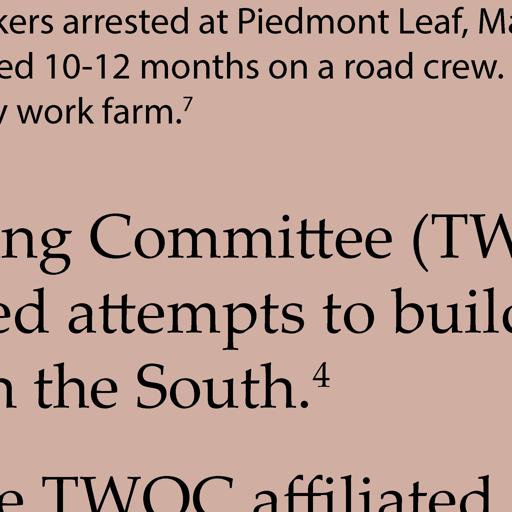 kers arrested at Piedmont Leaf, Ma
ed 10-12 months on a road crew.
y work farm.7
ng Committee (TW
ed attempts to build
n the South.4
e TWOC affiliated